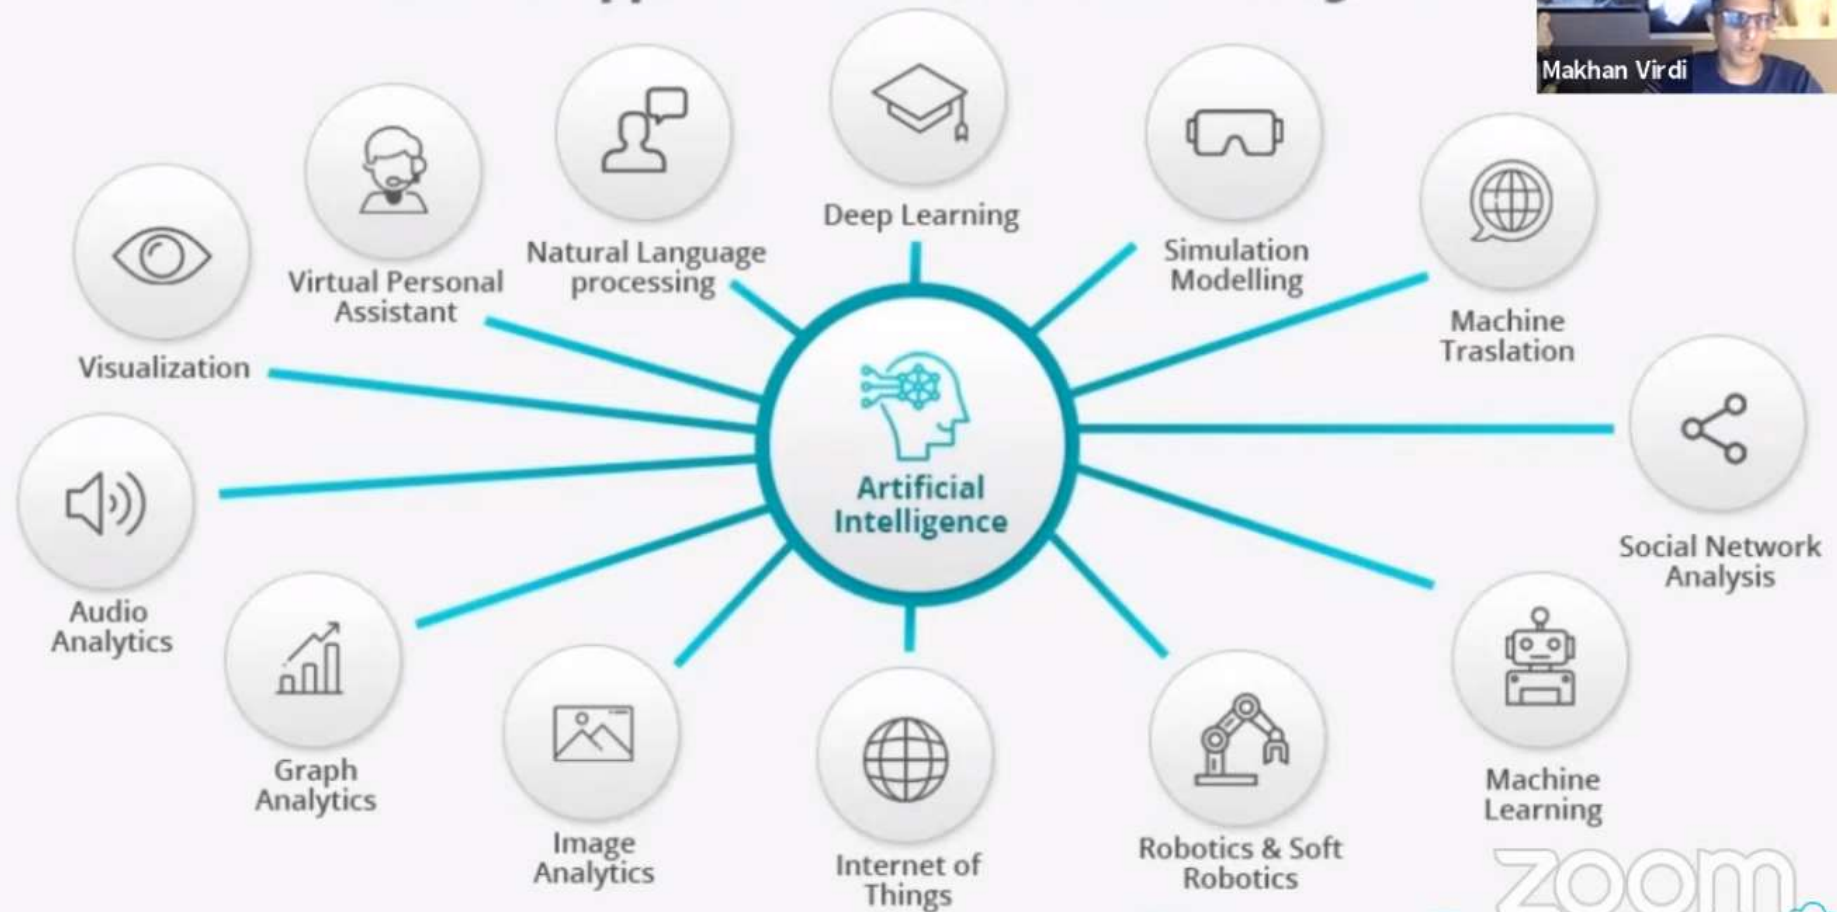 Makhan Virdi
Deep Learning
Natural Language
processing
Simulation
Modelling
Virtual Personal
Assistant
Machine
Traslation
Visualization
Artificial
Intelligence
Social Network
Analysis
Audio
Analytics
Graph
Analytics
Machine
Learning
Image
Analytics
Internet of
Things
Robotics & Soft
Robotics
zoom